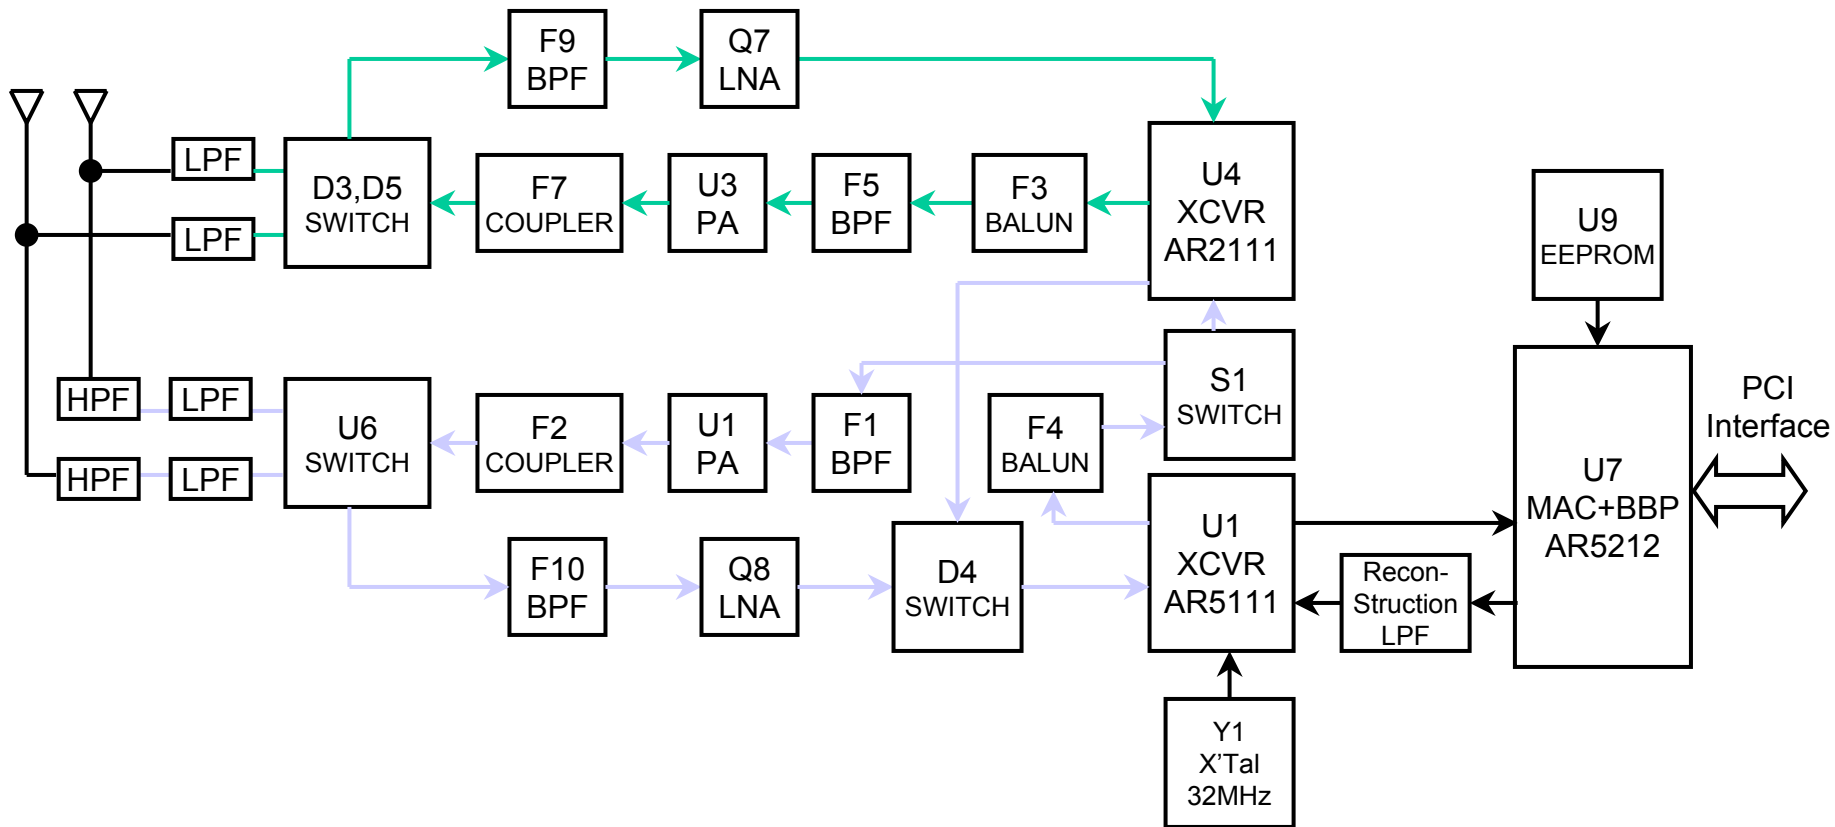 F9
BPF
Q7
LNA
LPF
LPF
D3,D5
SWITCH
F7
COUPLER
U3
PA
F5
BPF
F3
BALUN
U4
XCVR
AR2111
U9
EEPROM
HPF
LPF
HPF
LPF
U6
SWITCH
F2
COUPLER
U1
PA
F1
BPF
F4
BALUN
S1
SWITCH
PCI
Interface
U7
MAC+BBP
AR5212
F10
BPF
Q8
LNA
D4
SWITCH
U1
XCVR
AR5111
Recon-
Struction
LPF
Y1
X’Tal
32MHz